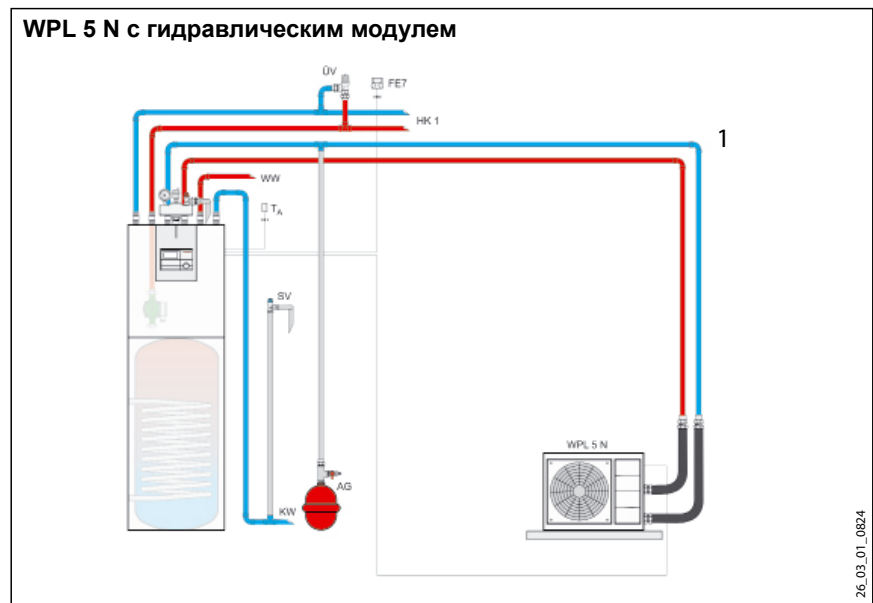 WPL 5 N с гидравлическим модулем
ÜV
FE7
HK 1
1
WW
TA
SV
WPL 5 N
AG
KW
26_03_01_0824